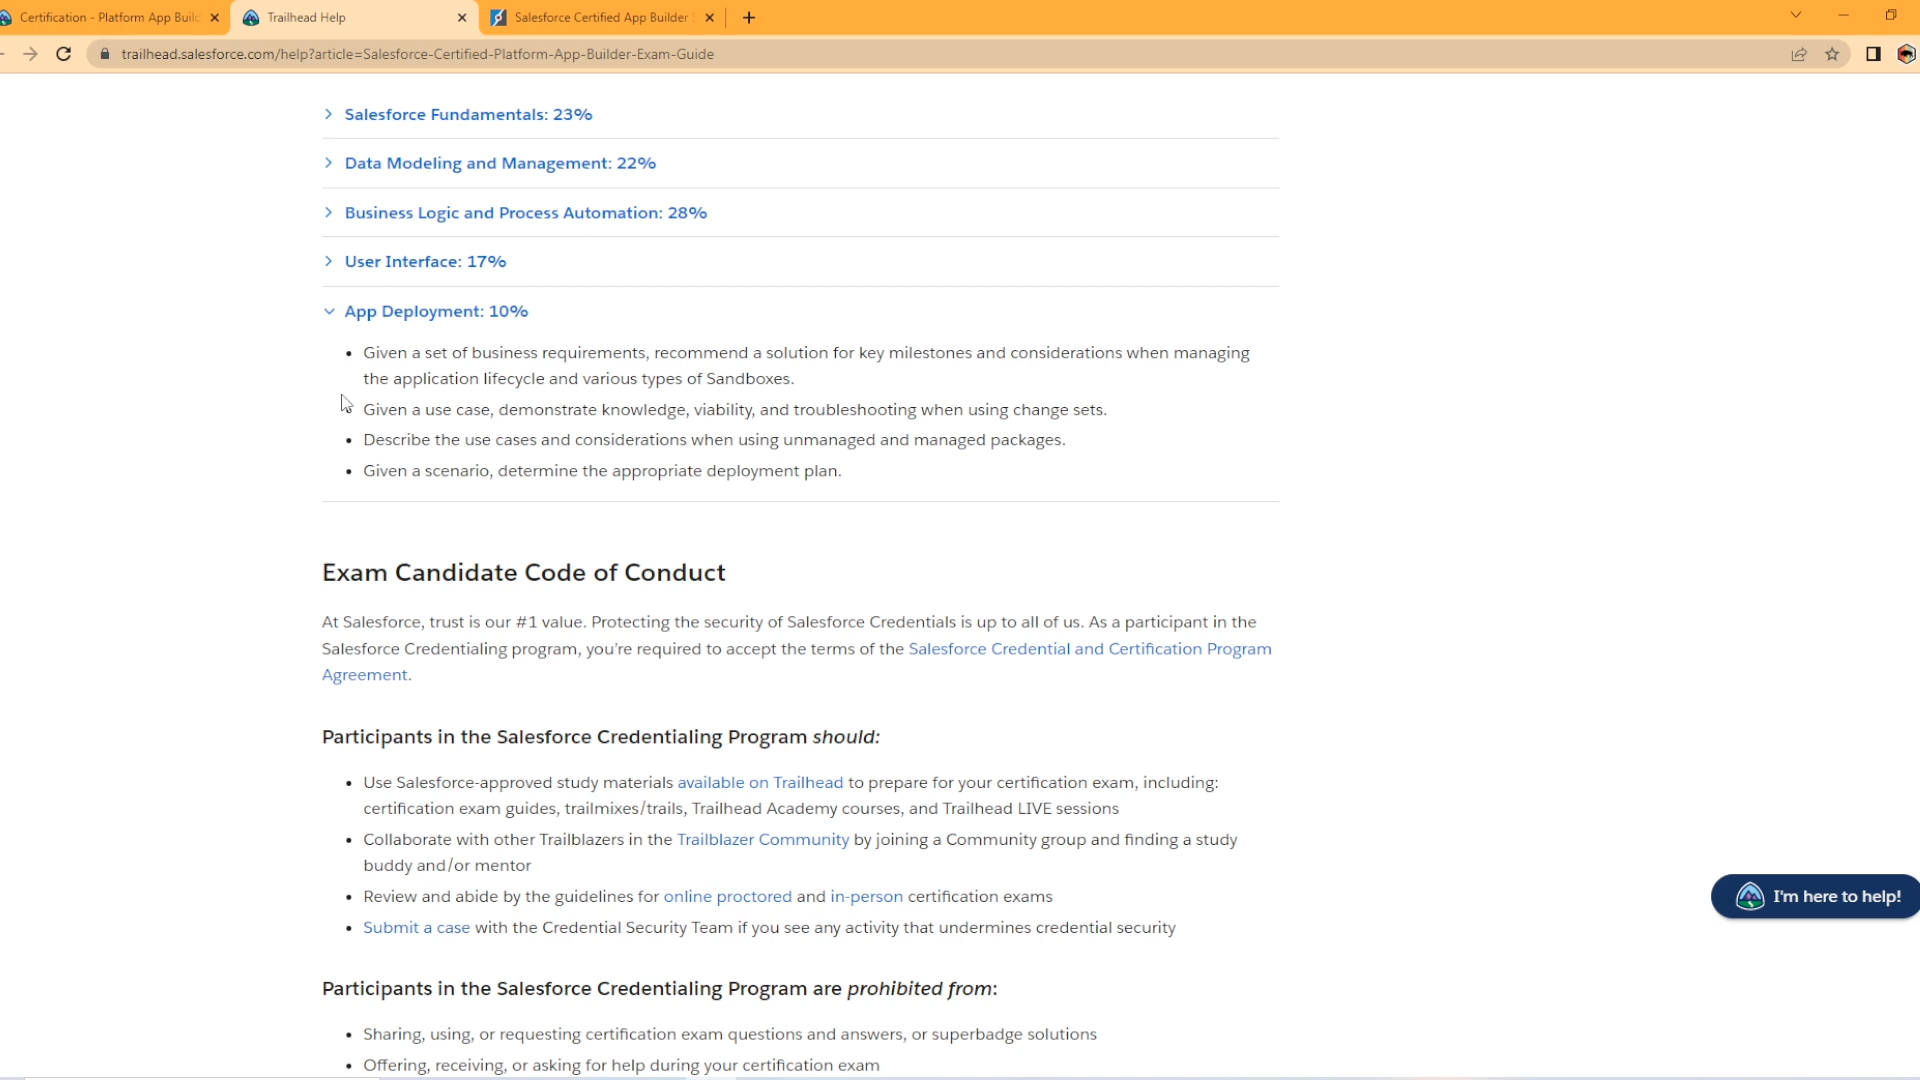 Certification - Platform App Buil
Trailhead Help
Salesforce Certified App Builder
trailhead.salesforce.com/help?article=Salesforce-Certified-Platform-App-Builder-Exam-Guide
Salesforce Fundamentals: 23%
Data Modeling and Management: 22%
Business Logic and Process Automation: 28%
User Interface: 17%
App Deployment: 10%
• Given a set of business requirements, recommend a solution for key milestones and considerations when managing
the application lifecycle and various types of Sandboxes.
Given a use case, demonstrate knowledge, viability, and troubleshooting when using change sets.
• Describe the use cases and considerations when using unmanaged and managed packages.
• Given a scenario, determine the appropriate deployment plan.
Exam Candidate Code of Conduct
At Salesforce, trust is our #1 value. Protecting the security of Salesforce Credentials is up to all of us. As a participant in the
Salesforce Credentialing program, you're required to accept the terms of the Salesforce Credential and Certification Program
Agreement.
Participants in the Salesforce Credentialing Program should:
• Use Salesforce-approved study materials available on Trailhead to prepare for your certification exam, including:
certification exam guides, trailmixes/trails, Trailhead Academy courses, and Trailhead LIVE sessions
• Collaborate with other Trailblazers in the Trailblazer Community by joining a Community group and finding a study
buddy and/or mentor
• Review and abide by the guidelines for online proctored and in-person certification exams
• Submit a case with the Credential Security Team if you see any activity that undermines credential security
I'm here to help!
Participants in the Salesforce Credentialing Program are prohibited from:
• Sharing, using, or requesting certification exam questions and answers, or superbadge solutions
• Offering, receiving, or asking for help during your certification exam